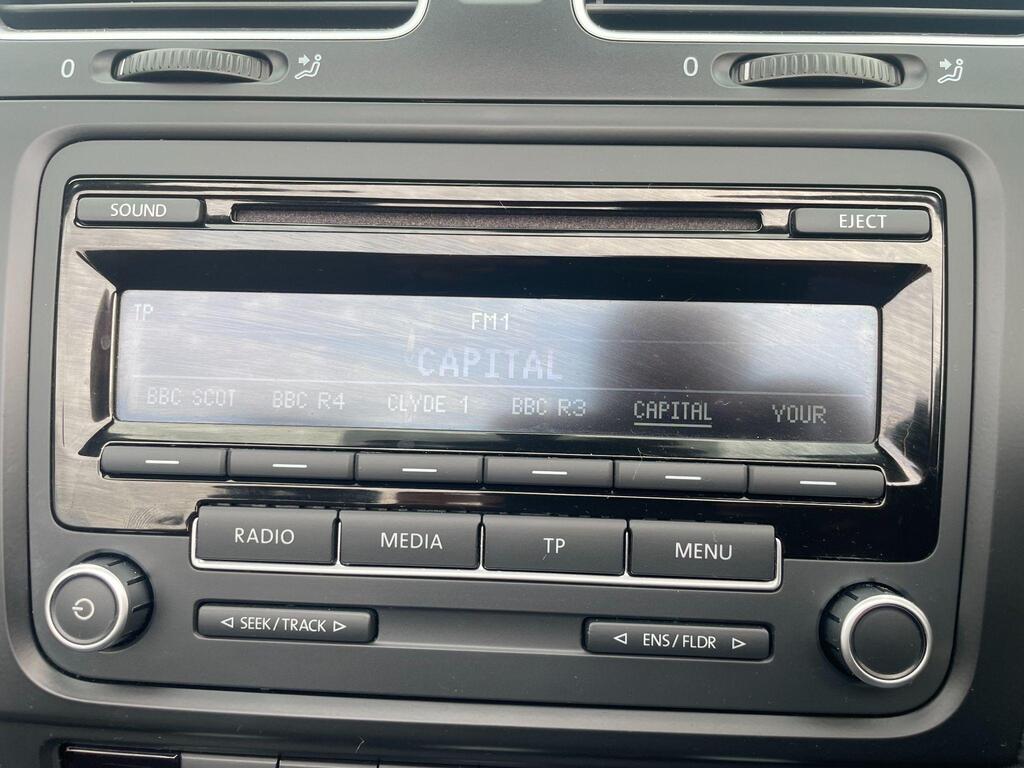 0 0
SOUND EJECT
TP
FM1
CAPITAL
BBC SCOT BBC R4 CLYDE 1 BBC R3 CAPITAL YOUR
RADIO MEDIA TP MENU
SEEK / TRACK ENS / FLDR